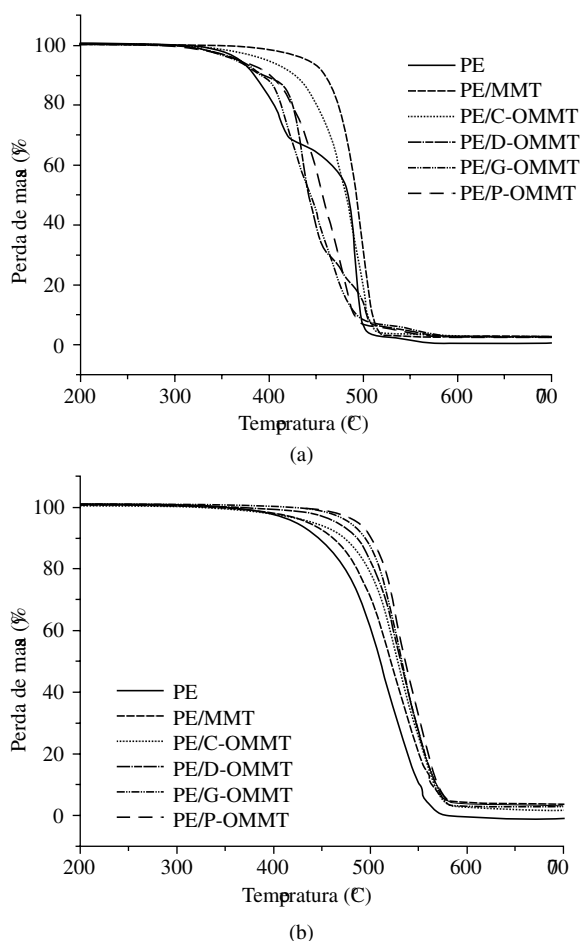 100
80
60
40
20
0
Perda de massa (%
PE
PE/MMT
PE/C-OMMT
PE/D-OMMT
PE/G-OMMT
PE/P-OMMT
200 300 400 500 600 700
Temperatura (°C)
(a)
100
80
60
40
20
0
Perda de massa (%
PE
PE/MMT
PE/C-OMMT
PE/D-OMMT
PE/G-OMMT
PE/P-OMMT
200 300 400 500 600 700
Temperatura (°C)
(b)